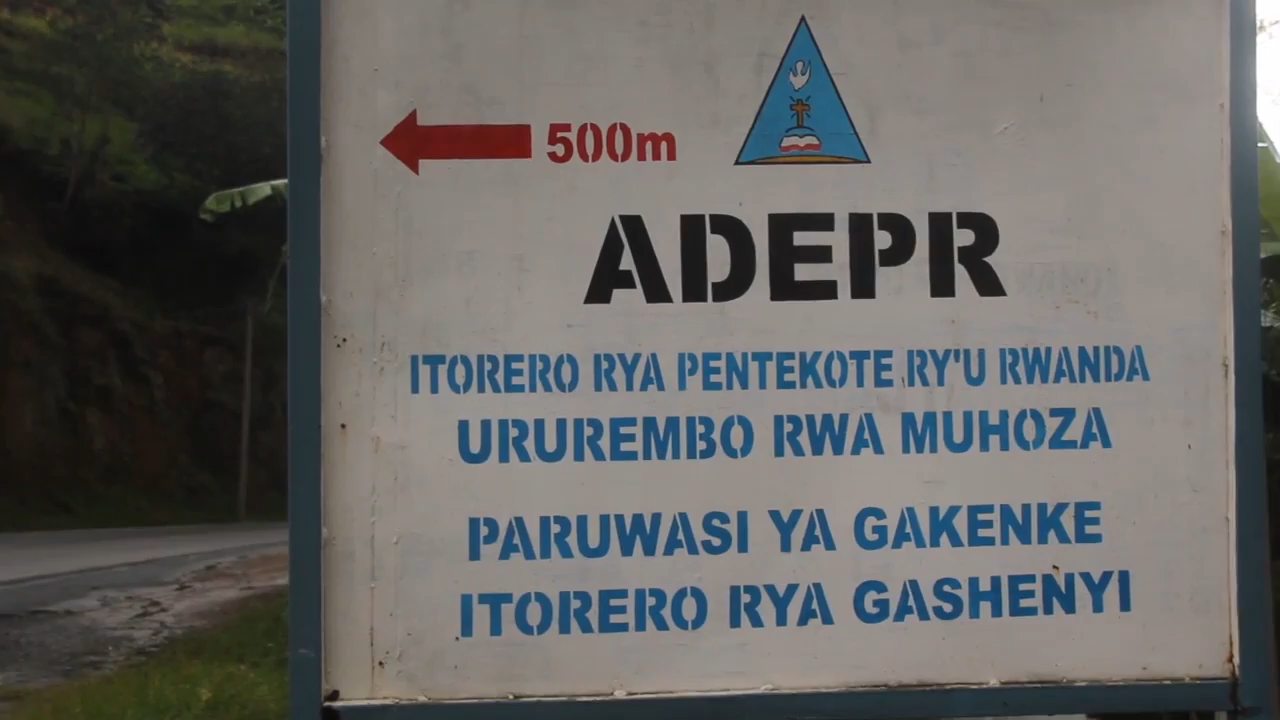 500m
ADEPR
ITORERO RYA PENTEKOTE RY'U RWANDA
URUREMBO RWA MUHOZA
PARUWASI YA GAKENKE
ITORERO RYA GASHENYI